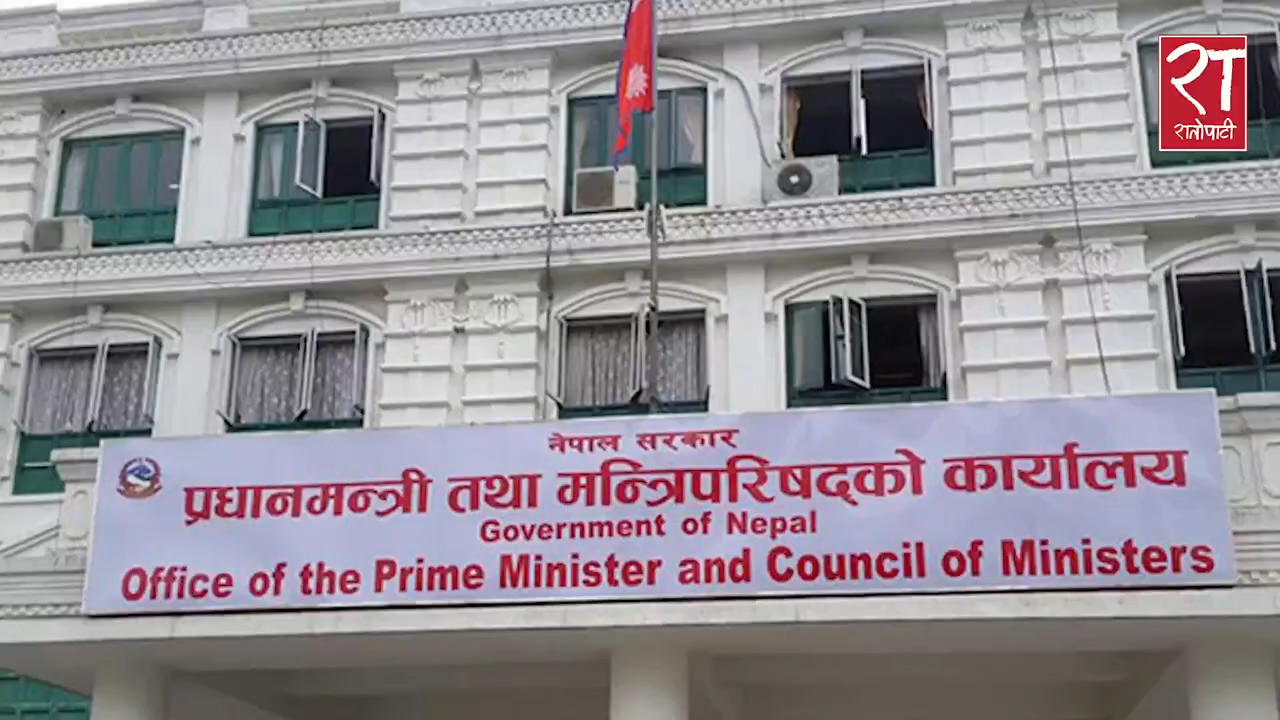 रा
रातोपाटी
नेपाल सरकार
प्रधानमन्त्री तथा मन्त्रिपरिषद्को कार्यालय
Government of Nepal
Office of the Prime Minister and Council of Ministers